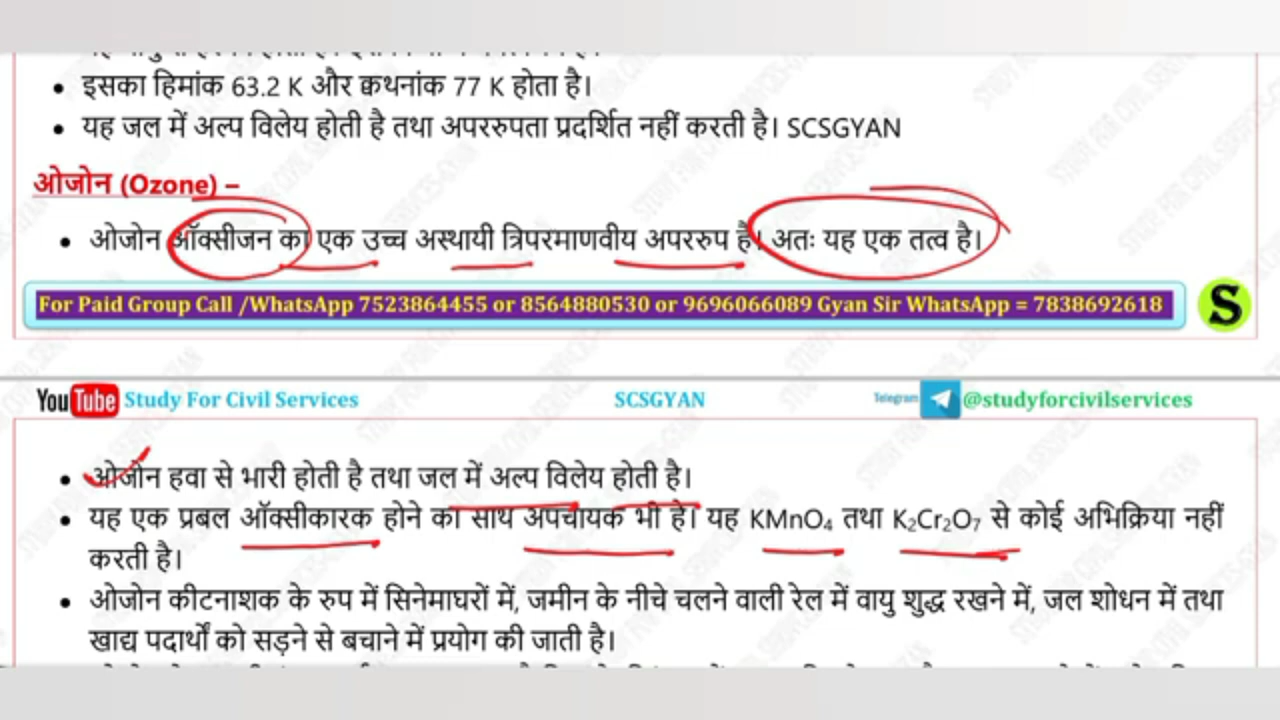 इसका हिमांक 63.2 K और क्वथनांक 77 K होता है।
यह जल में अल्प विलेय होती है तथा अपररुपता प्रदर्शित नहीं करती है। SCSGYAN
ओजोन (Ozone) –
ओजोन ऑक्सीजन का एक उच्च अस्थायी त्रिपरमाणवीय अपररुप है। अतः यह एक तत्व है।
For Paid Group Call /WhatsApp 7523864455 or 8564880530 or 9696066089 Gyan Sir WhatsApp = 7838692618
S
YouTube Study For Civil Services SCSGYAN Telegram @studyforcivilservices
ओजोन हवा से भारी होती है तथा जल में अल्प विलेय होती है।
यह एक प्रबल ऑक्सीकारक होने का साथ अपचायक भी है। यह KMnO₄ तथा K₂Cr₂O₇ से कोई अभिक्रिया नहीं
करती है।
ओजोन कीटनाशक के रुप में सिनेमाघरों में, जमीन के नीचे चलने वाली रेल में वायु शुद्ध रखने में, जल शोधन में तथा
खाद्य पदार्थों को सड़ने से बचाने में प्रयोग की जाती है।